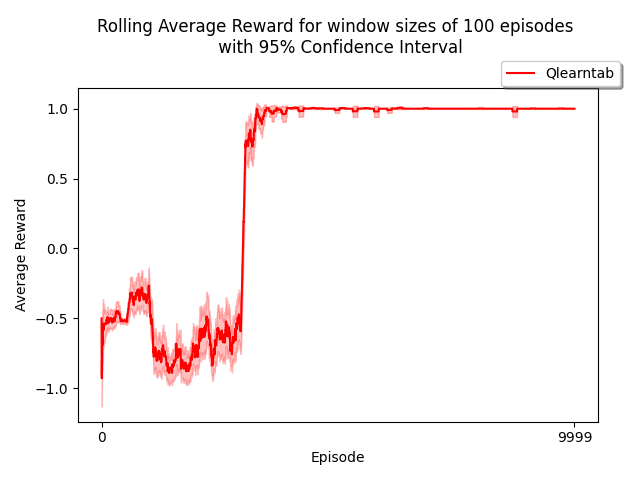 Rolling Average Reward for window sizes of 100 episodes
with 95% Confidence Interval
Qlearntab
1.0
0.5
0.0
−0.5
−1.0
Average Reward
0
9999
Episode